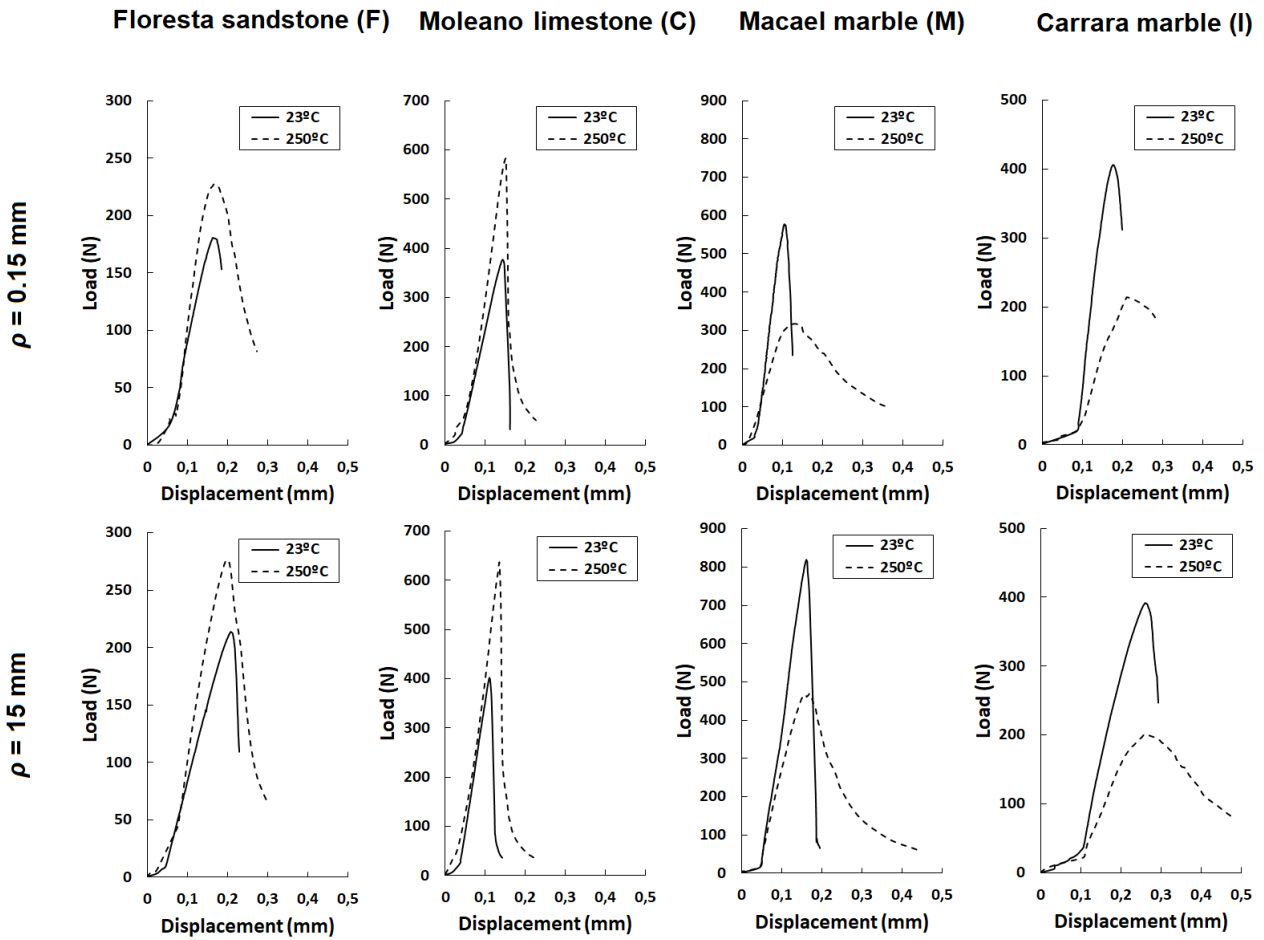 Floresta sandstone (F)
Moleano limestone (C)
Macael marble (M)
Carrara marble (I)
ρ = 0.15 mm
Load (N)
300
250
200
150
100
50
0
23ºC
250ºC
0 0,1 0,2 0,3 0,4 0,5
Displacement (mm)
Load (N)
700
600
500
400
300
200
100
0
23ºC
250ºC
0 0,1 0,2 0,3 0,4 0,5
Displacement (mm)
Load (N)
900
800
700
600
500
400
300
200
100
0
23ºC
250ºC
0 0,1 0,2 0,3 0,4 0,5
Displacement (mm)
Load (N)
500
400
300
200
100
0
23ºC
250ºC
0 0,1 0,2 0,3 0,4 0,5
Displacement (mm)
ρ = 15 mm
Load (N)
300
250
200
150
100
50
0
23ºC
250ºC
0 0,1 0,2 0,3 0,4 0,5
Displacement (mm)
Load (N)
700
600
500
400
300
200
100
0
23ºC
250ºC
0 0,1 0,2 0,3 0,4 0,5
Displacement (mm)
Load (N)
900
800
700
600
500
400
300
200
100
0
23ºC
250ºC
0 0,1 0,2 0,3 0,4 0,5
Displacement (mm)
Load (N)
500
400
300
200
100
0
23ºC
250ºC
0 0,1 0,2 0,3 0,4 0,5
Displacement (mm)